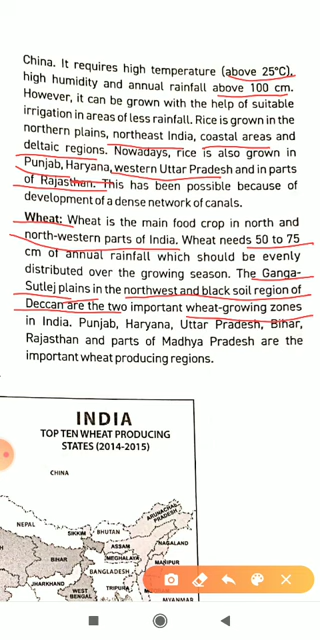 China. It requires high temperature (above 25°C),
high humidity and annual rainfall above 100 cm.
However, it can be grown with the help of suitable
irrigation in areas of less rainfall. Rice is grown in the
northern plains, northeast India, coastal areas and
deltaic regions. Nowadays, rice is also grown in
Punjab, Haryana, western Uttar Pradesh and in parts
of Rajasthan. This has been possible because of
development of a dense network of canals.
Wheat: Wheat is the main food crop in north and
north-western parts of India. Wheat needs 50 to 75
cm of annual rainfall which should be evenly
distributed over the growing season. The Ganga-
Sutlej plains in the northwest and black soil region of
Deccan are the two important wheat-growing zones
in India. Punjab, Haryana, Uttar Pradesh, Bihar,
Rajasthan and parts of Madhya Pradesh are the
important wheat producing regions.
INDIA
TOP TEN WHEAT PRODUCING
STATES (2014-2015)
CHINA
ARUNACHAL
PRADESH
NEPAL
SIKKIM
BHUTAN
ASSAM
NAGALAND
BIHAR
MEGHALAYA
MANIPUR
BANGLADESH
JHARKHAND
WEST
BENGAL
TRIPURA
MYANMAR